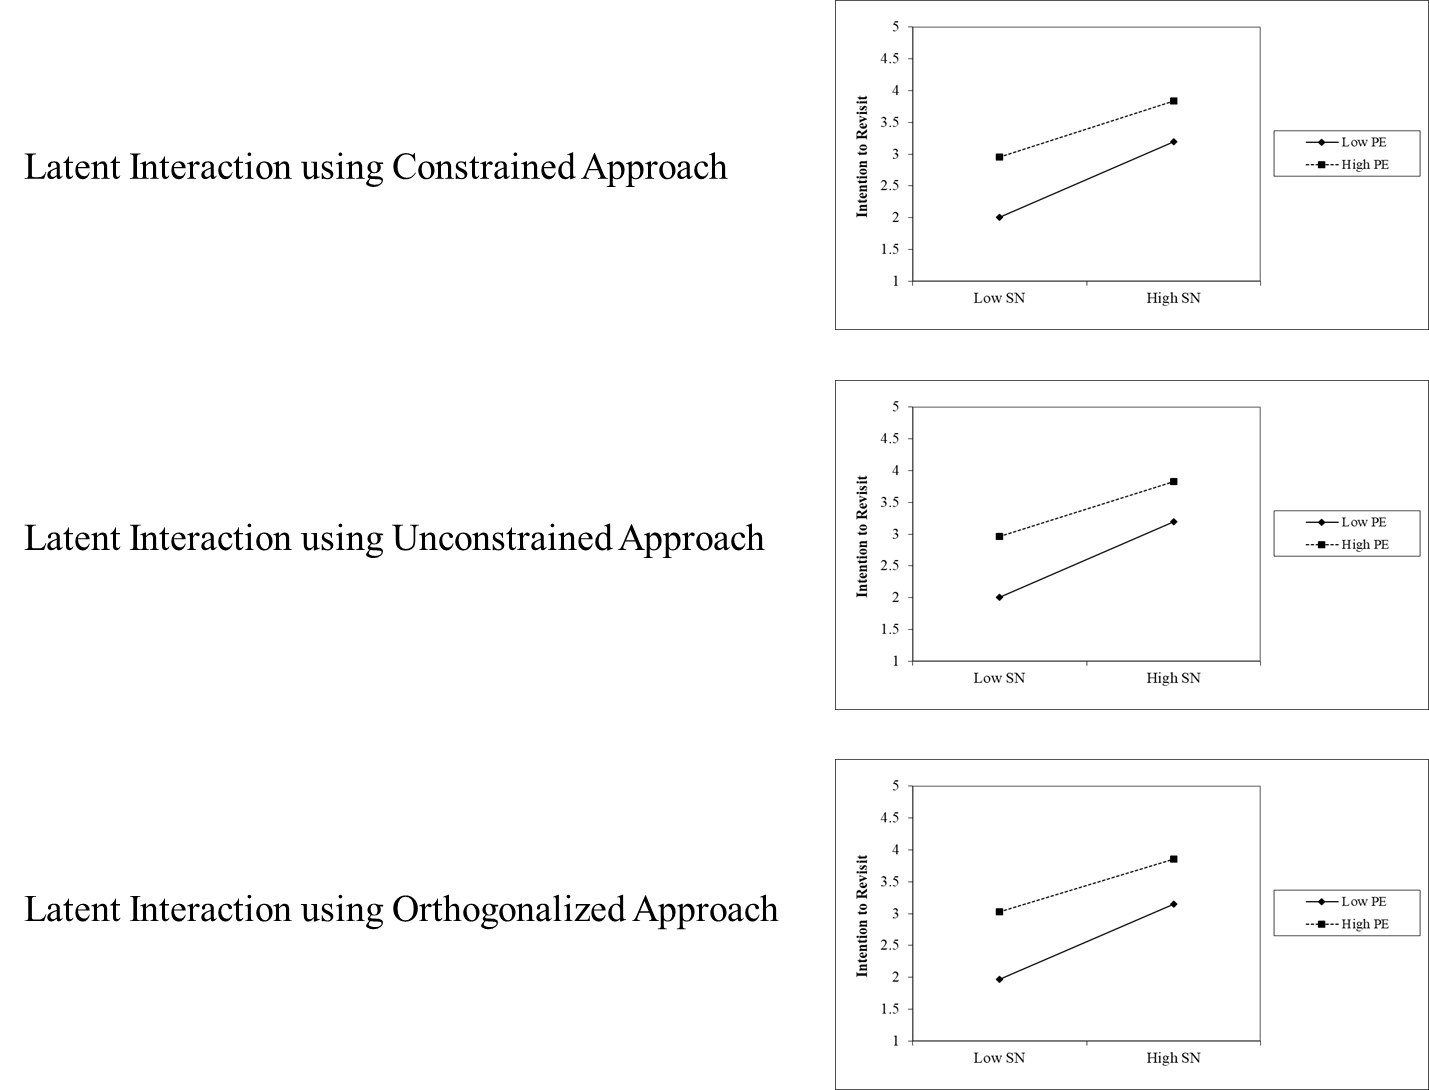 Latent Interaction using Constrained Approach
5
4.5
4
3.5
3
2.5
2
1.5
1
Intention to Revisit
Low SN
High SN
Low PE
High PE
Latent Interaction using Unconstrained Approach
5
4.5
4
3.5
3
2.5
2
1.5
1
Intention to Revisit
Low SN
High SN
Low PE
High PE
Latent Interaction using Orthogonalized Approach
5
4.5
4
3.5
3
2.5
2
1.5
1
Intention to Revisit
Low SN
High SN
Low PE
High PE